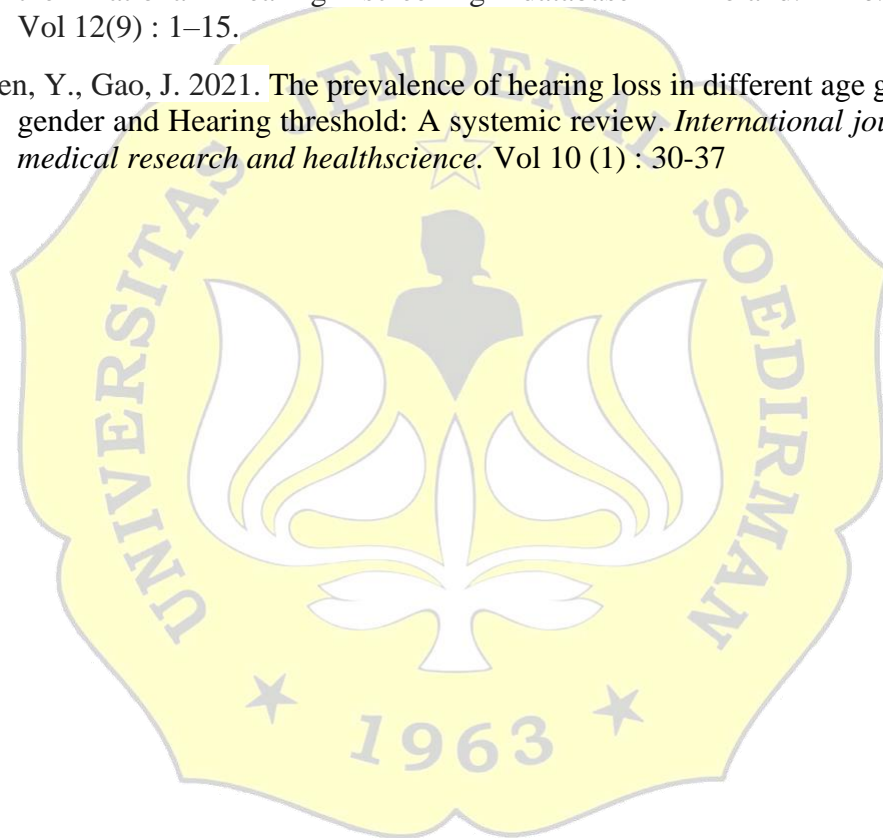 Vol 12(9) : 1–15.
en, Y., Gao, J. 2021. The prevalence of hearing loss in different age g
gender and Hearing threshold: A systemic review. International jou
medical research and healthscience. Vol 10 (1) : 30-37
UNIVERSITAS JENDERAL SOEDIRMAN
1963